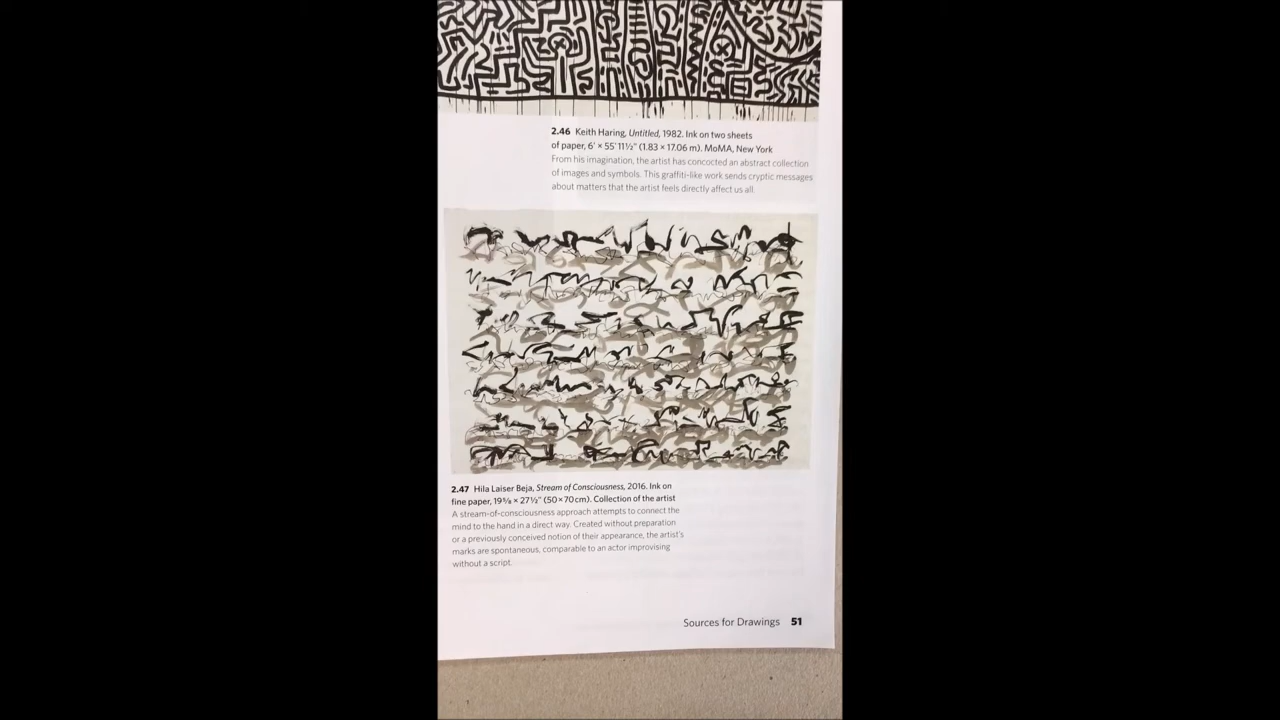 2.46 Keith Haring, Untitled, 1982. Ink on two sheets
of paper, 6' × 55' 11½" (1.83 × 17.06 m). MoMA, New York
From his imagination, the artist has concocted an abstract collection
of images and symbols. This graffiti-like work sends cryptic messages
about matters that the artist feels directly affect us all.
2.47 Hila Laiser Beja, Stream of Consciousness, 2016. Ink on
fine paper, 19⅝ × 27½" (50 × 70 cm). Collection of the artist
A stream-of-consciousness approach attempts to connect the
mind to the hand in a direct way. Created without preparation
or a previously conceived notion of their appearance, the artist's
marks are spontaneous, comparable to an actor improvising
without a script.
Sources for Drawings 51